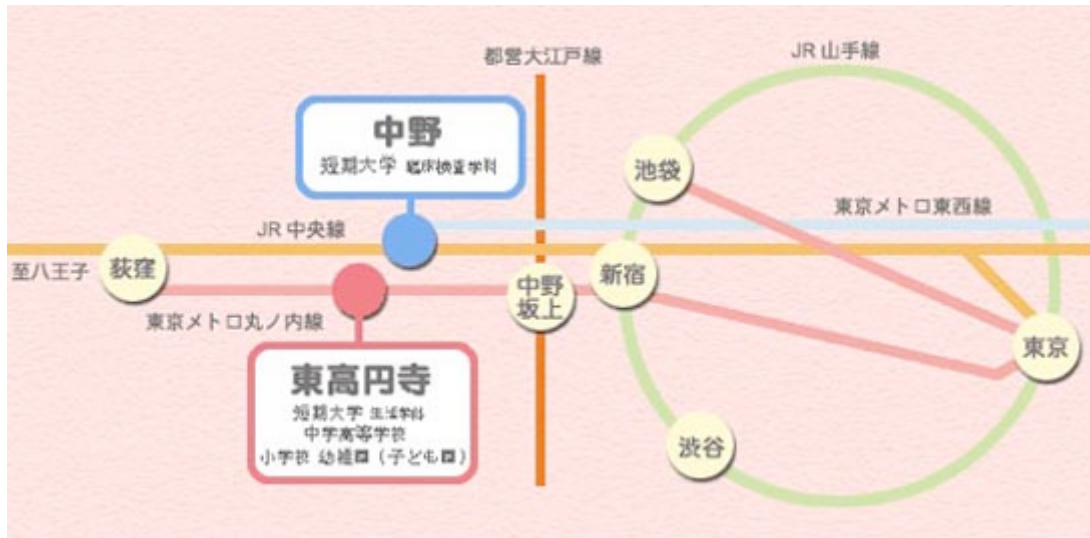 都営大江戸線
JR 山手線
中野
短期大学 臨床検査学科
池袋
東京メトロ東西線
JR 中央線
至八王子
荻窪
中野
坂上
新宿
東京メトロ丸ノ内線
東京
東高円寺
短期大学 生活学科
中学高等学校
小学校 幼稚園（子ども園）
渋谷